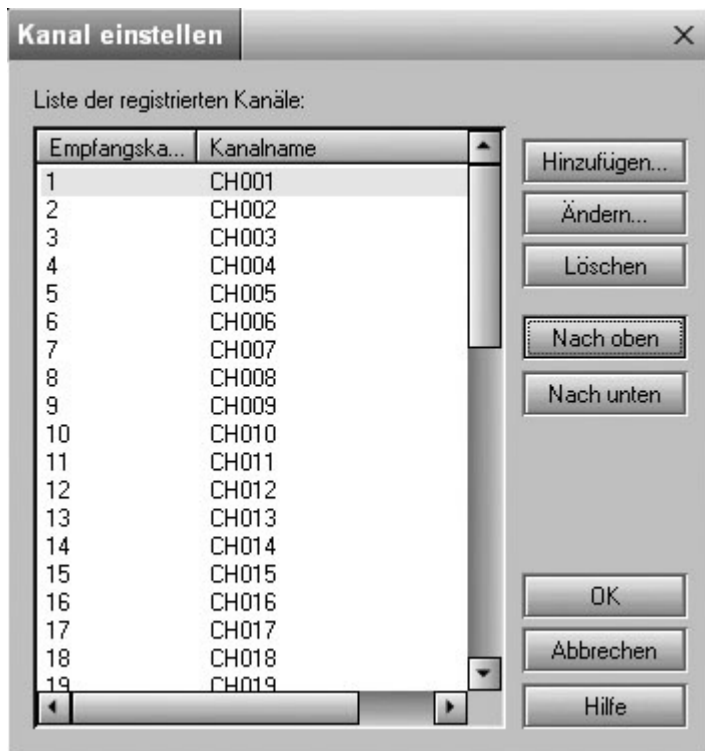 Kanal einstellen
Liste der registrierten Kanäle:
Empfangska... Kanalname
1 CH001
2 CH002
3 CH003
4 CH004
5 CH005
6 CH006
7 CH007
8 CH008
9 CH009
10 CH010
11 CH011
12 CH012
13 CH013
14 CH014
15 CH015
16 CH016
17 CH017
18 CH018
19 CH019
Hinzufügen...
Ändern...
Löschen
Nach oben
Nach unten
OK
Abbrechen
Hilfe